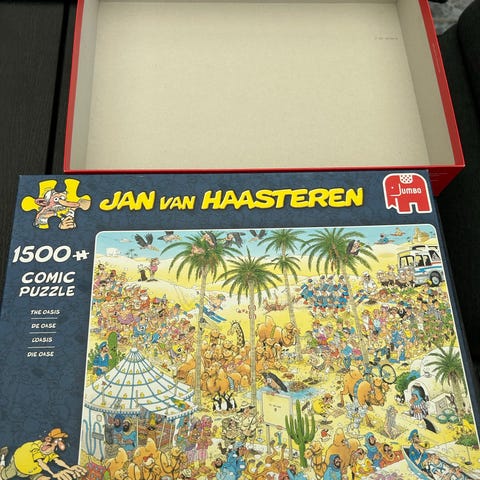 JAN VAN HAASTEREN
Jumbo
1500+
COMIC
PUZZLE
THE OASIS
DE OASE
L'OASIS
DIE OASE